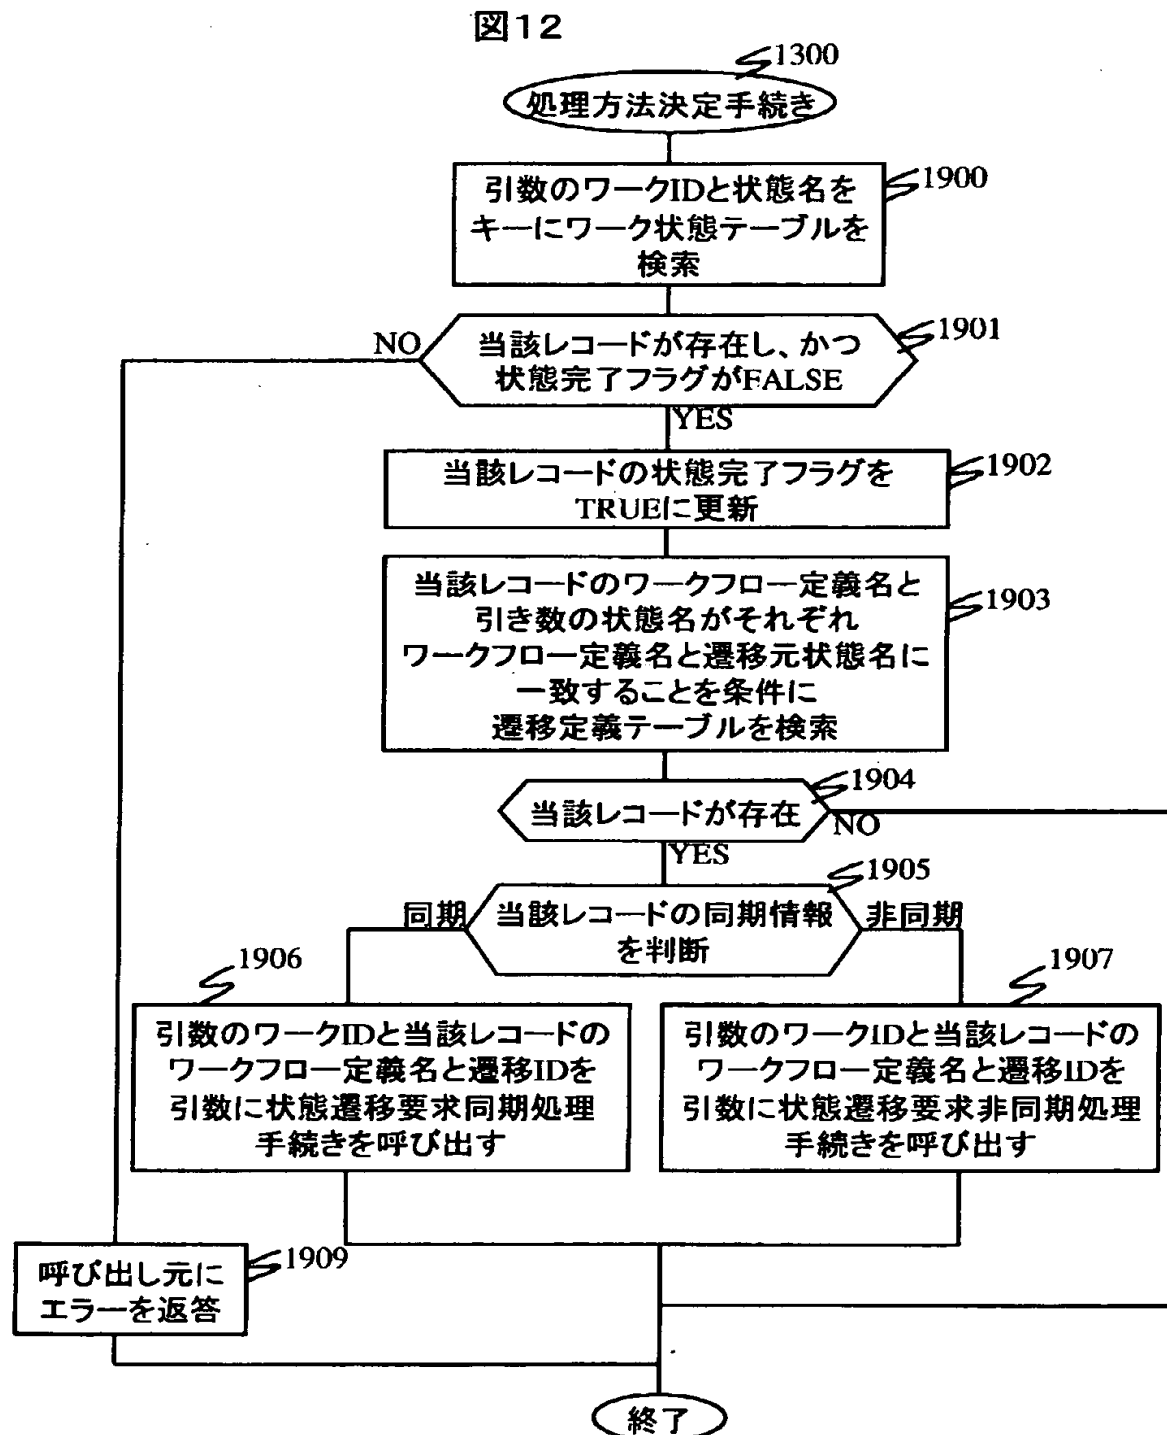 図12
1300
処理方法決定手続き
1900
引数のワークIDと状態名を
キーにワーク状態テーブルを
検索
1901
NO
当該レコードが存在し、かつ
状態完了フラグがFALSE
YES
1902
当該レコードの状態完了フラグを
TRUEに更新
1903
当該レコードのワークフロー定義名と
引き数の状態名がそれぞれ
ワークフロー定義名と遷移元状態名に
一致することを条件に
遷移定義テーブルを検索
1904
当該レコードが存在
NO
YES
1905
同期
当該レコードの同期情報
を判断
非同期
1906
引数のワークIDと当該レコードの
ワークフロー定義名と遷移IDを
引数に状態遷移要求同期処理
手続きを呼び出す
1907
引数のワークIDと当該レコードの
ワークフロー定義名と遷移IDを
引数に状態遷移要求非同期処理
手続きを呼び出す
1909
呼び出し元に
エラーを返答
終了